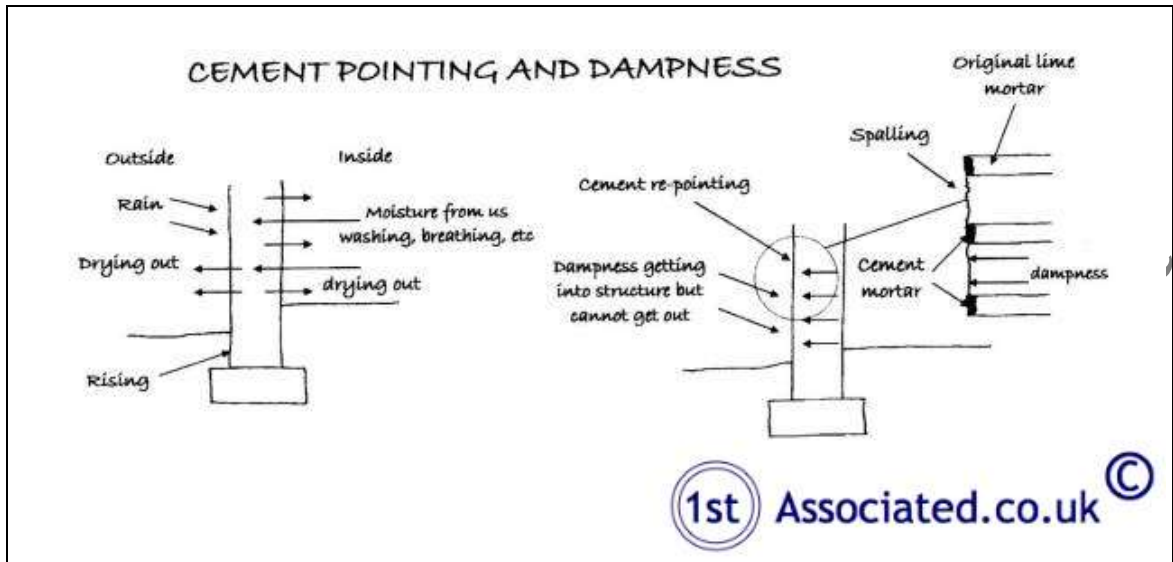 CEMENT POINTING AND DAMPNESS
Outside
Inside
Rain
Moisture from us
washing, breathing, etc
Drying out
drying out
Rising
Cement re-pointing
Dampness getting
into structure but
cannot get out
Spalling
Original lime
mortar
Cement
mortar
dampness
1st Associated.co.uk ©